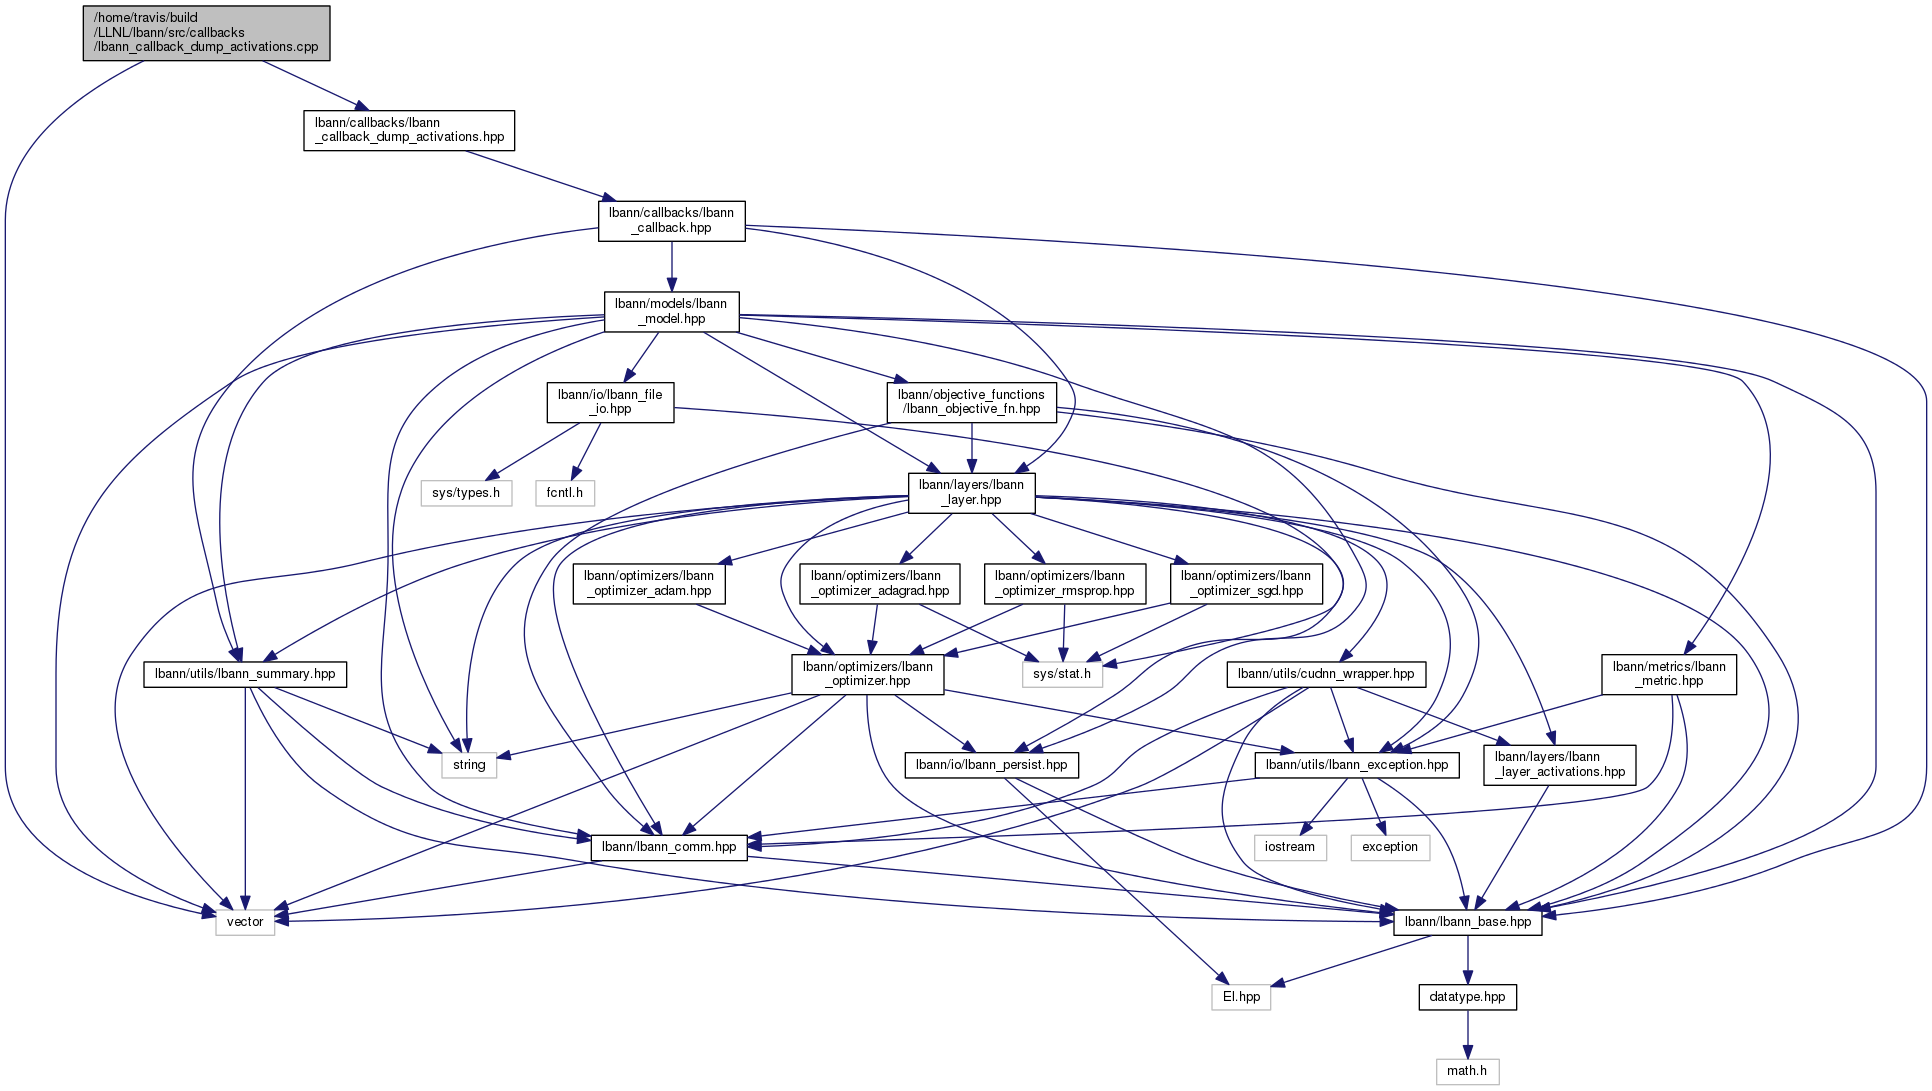 /home/travis/build
/LLNL/lbann/src/callbacks
/lbann_callback_dump_activations.cpp
lbann/callbacks/lbann
_callback_dump_activations.hpp
lbann/callbacks/lbann
_callback.hpp
lbann/models/lbann
_model.hpp
lbann/io/lbann_file
_io.hpp
lbann/objective_functions
/lbann_objective_fn.hpp
sys/types.h
fcntl.h
lbann/layers/lbann
_layer.hpp
lbann/optimizers/lbann
_optimizer_adam.hpp
lbann/optimizers/lbann
_optimizer_adagrad.hpp
lbann/optimizers/lbann
_optimizer_rmsprop.hpp
lbann/optimizers/lbann
_optimizer_sgd.hpp
lbann/utils/lbann_summary.hpp
lbann/optimizers/lbann
_optimizer.hpp
sys/stat.h
lbann/utils/cudnn_wrapper.hpp
lbann/metrics/lbann
_metric.hpp
string
lbann/io/lbann_persist.hpp
lbann/utils/lbann_exception.hpp
lbann/layers/lbann
_layer_activations.hpp
lbann/lbann_comm.hpp
iostream
exception
vector
lbann/lbann_base.hpp
El.hpp
datatype.hpp
math.h